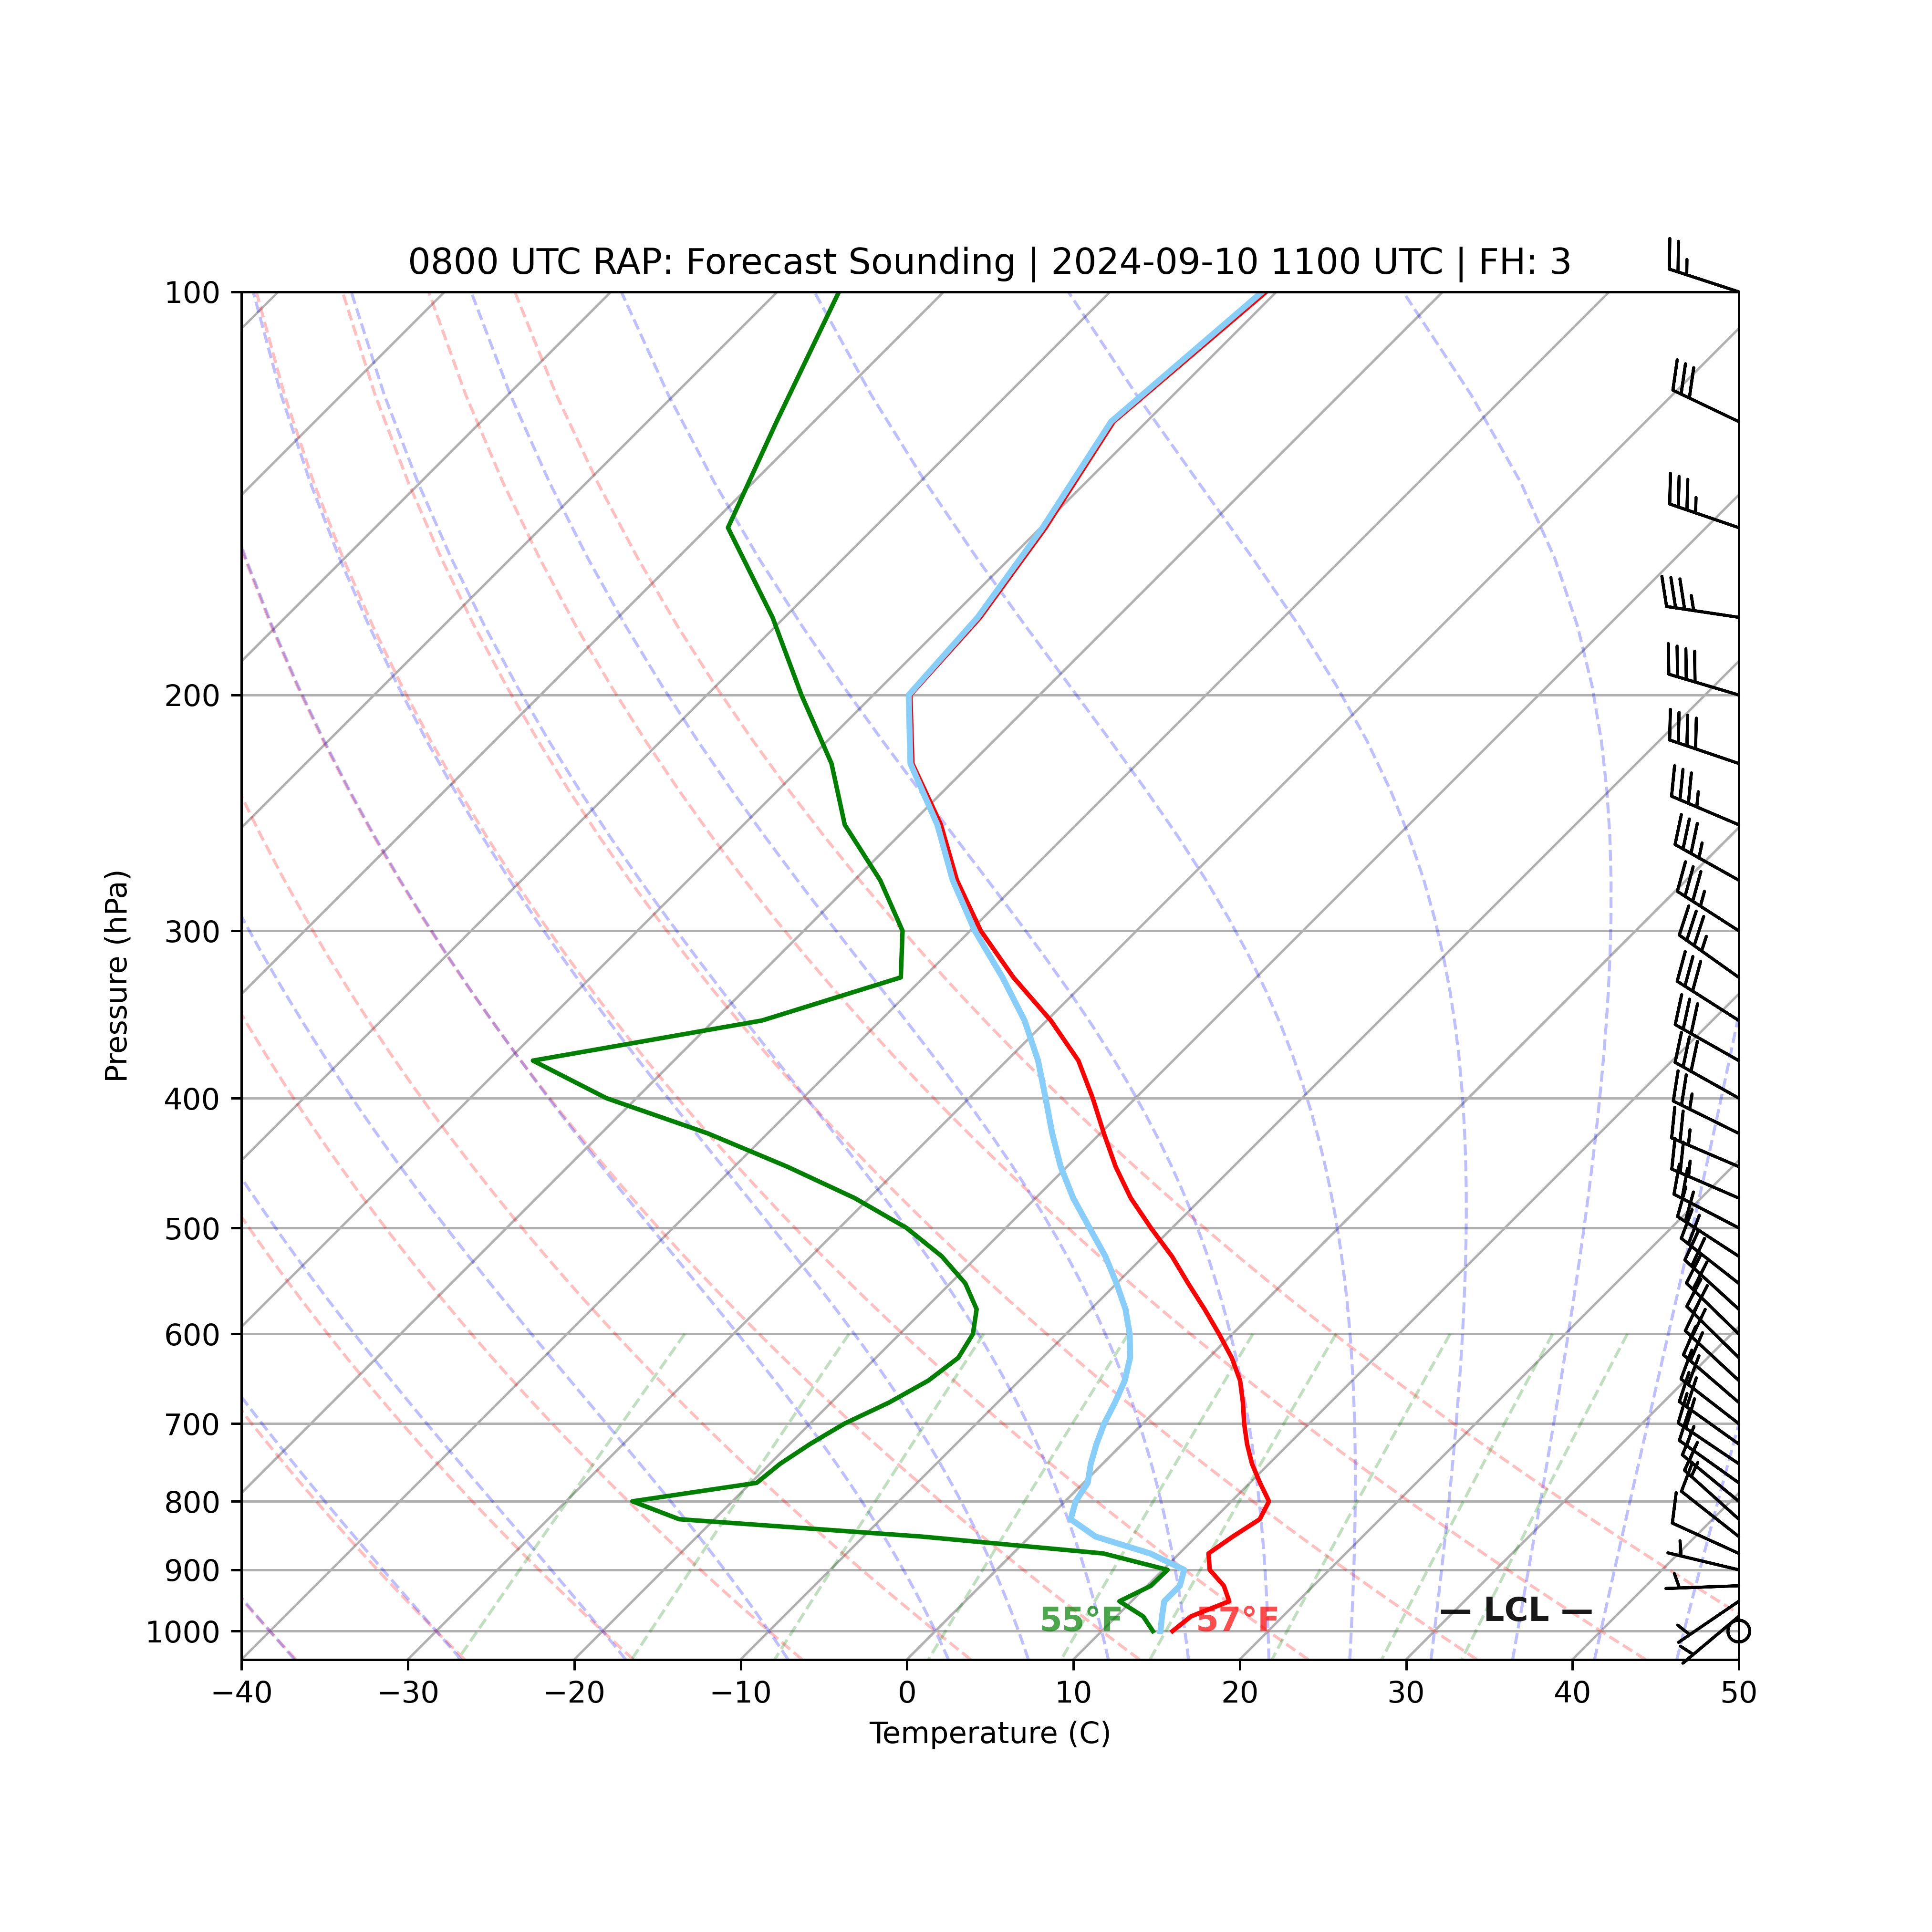 0800 UTC RAP: Forecast Sounding | 2024-09-10 1100 UTC | FH: 3
100
200
300
400
500
600
700
800
900
1000
Pressure (hPa)
55°F
57°F
— LCL —
−40 −30 −20 −10 0 10 20 30 40 50
Temperature (C)